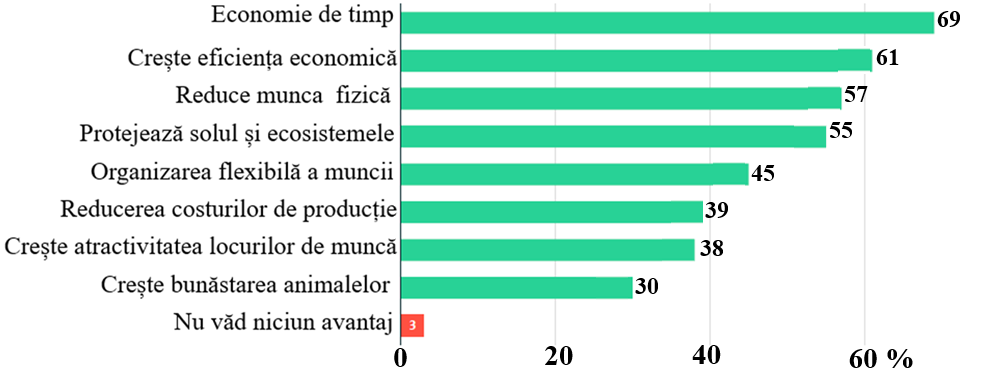 Economie de timp 69
Crește eficiența economică 61
Reduce munca fizică 57
Protejează solul și ecosistemele 55
Organizarea flexibilă a muncii 45
Reducerea costurilor de producție 39
Crește atractivitatea locurilor de muncă 38
Crește bunăstarea animalelor 30
Nu văd niciun avantaj 3
0 20 40 60 %